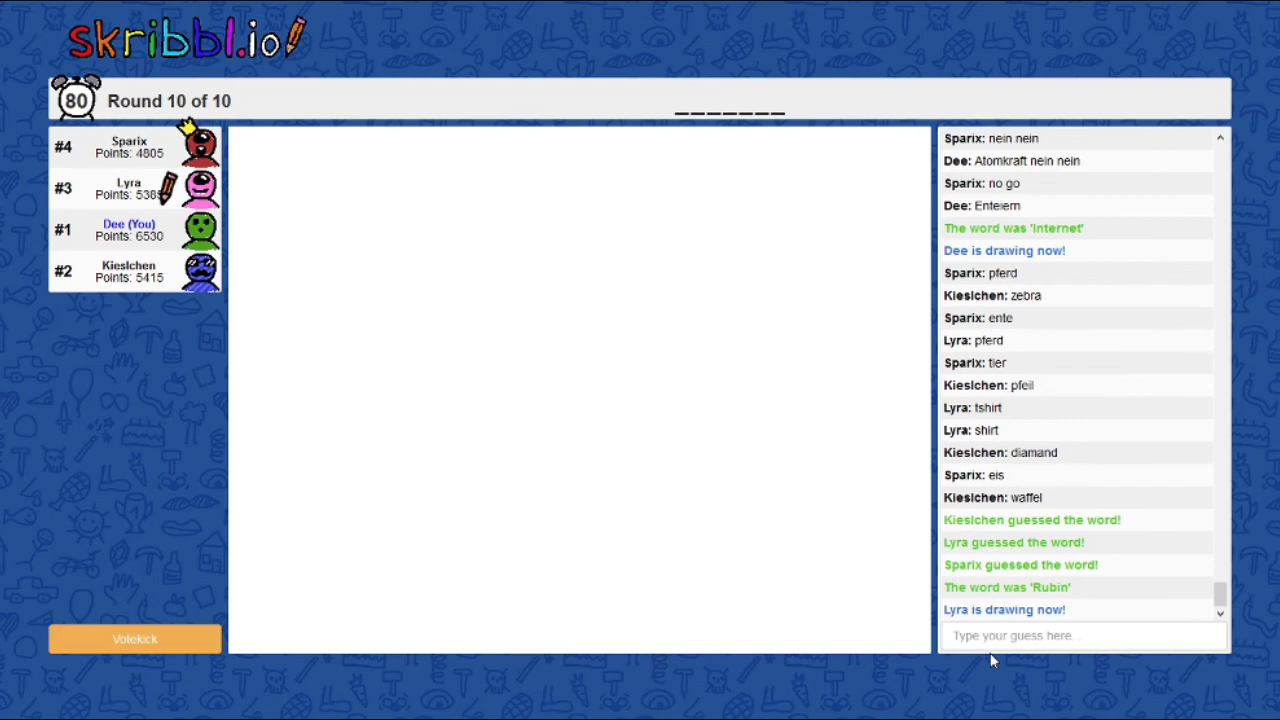 skribbl.io
80 Round 10 of 10 _______
#4 Sparix
Points: 4805
#3 Lyra
Points: 5385
#1 Dee (You)
Points: 6530
#2 Kieslchen
Points: 5415
Votekick
Sparix: nein nein
Dee: Atomkraft nein nein
Sparix: no go
Dee: Enteiern
The word was 'Internet'
Dee is drawing now!
Sparix: pferd
Kieslchen: zebra
Sparix: ente
Lyra: pferd
Sparix: tier
Kieslchen: pfeil
Lyra: tshirt
Lyra: shirt
Kieslchen: diamand
Sparix: eis
Kieslchen: waffel
Kieslchen guessed the word!
Lyra guessed the word!
Sparix guessed the word!
The word was 'Rubin'
Lyra is drawing now!
Type your guess here...